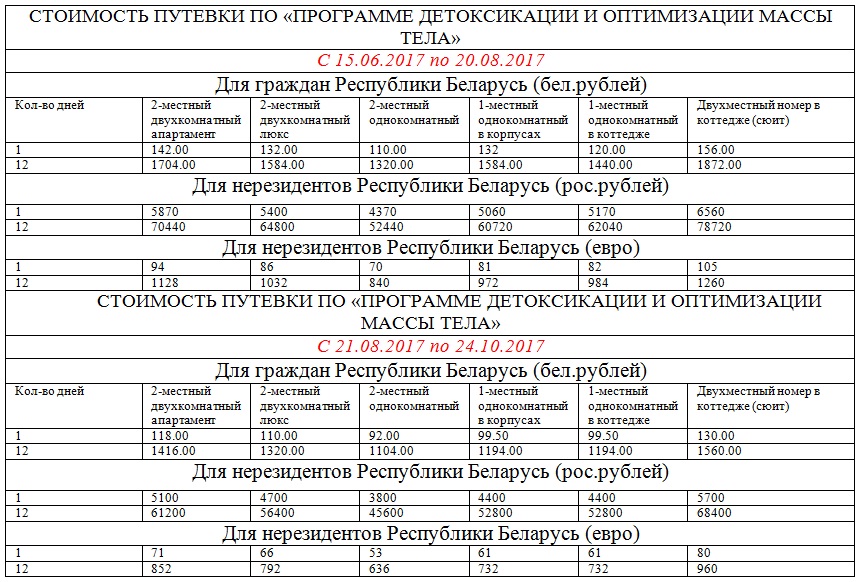 СТОИМОСТЬ ПУТЕВКИ ПО «ПРОГРАММЕ ДЕТОКСИКАЦИИ И ОПТИМИЗАЦИИ МАССЫ
ТЕЛА»
С 15.06.2017 по 20.08.2017
Для граждан Республики Беларусь (бел.рублей)
Кол-во дней 2-местный двухкомнатный апартамент 2-местный двухкомнатный люкс 2-местный однокомнатный 1-местный однокомнатный в корпусах 1-местный однокомнатный в коттедже Двухместный номер в коттедже (сюит)
1 142.00 132.00 110.00 132 120.00 156.00
12 1704.00 1584.00 1320.00 1584.00 1440.00 1872.00
Для нерезидентов Республики Беларусь (рос.рублей)
1 5870 5400 4370 5060 5170 6560
12 70440 64800 52440 60720 62040 78720
Для нерезидентов Республики Беларусь (евро)
1 94 86 70 81 82 105
12 1128 1032 840 972 984 1260
СТОИМОСТЬ ПУТЕВКИ ПО «ПРОГРАММЕ ДЕТОКСИКАЦИИ И ОПТИМИЗАЦИИ
МАССЫ ТЕЛА»
С 21.08.2017 по 24.10.2017
Для граждан Республики Беларусь (бел.рублей)
Кол-во дней 2-местный двухкомнатный апартамент 2-местный двухкомнатный люкс 2-местный однокомнатный 1-местный однокомнатный в корпусах 1-местный однокомнатный в коттедже Двухместный номер в коттедже (сюит)
1 118.00 110.00 92.00 99.50 99.50 130.00
12 1416.00 1320.00 1104.00 1194.00 1194.00 1560.00
Для нерезидентов Республики Беларусь (рос.рублей)
1 5100 4700 3800 4400 4400 5700
12 61200 56400 45600 52800 52800 68400
Для нерезидентов Республики Беларусь (евро)
1 71 66 53 61 61 80
12 852 792 636 732 732 960